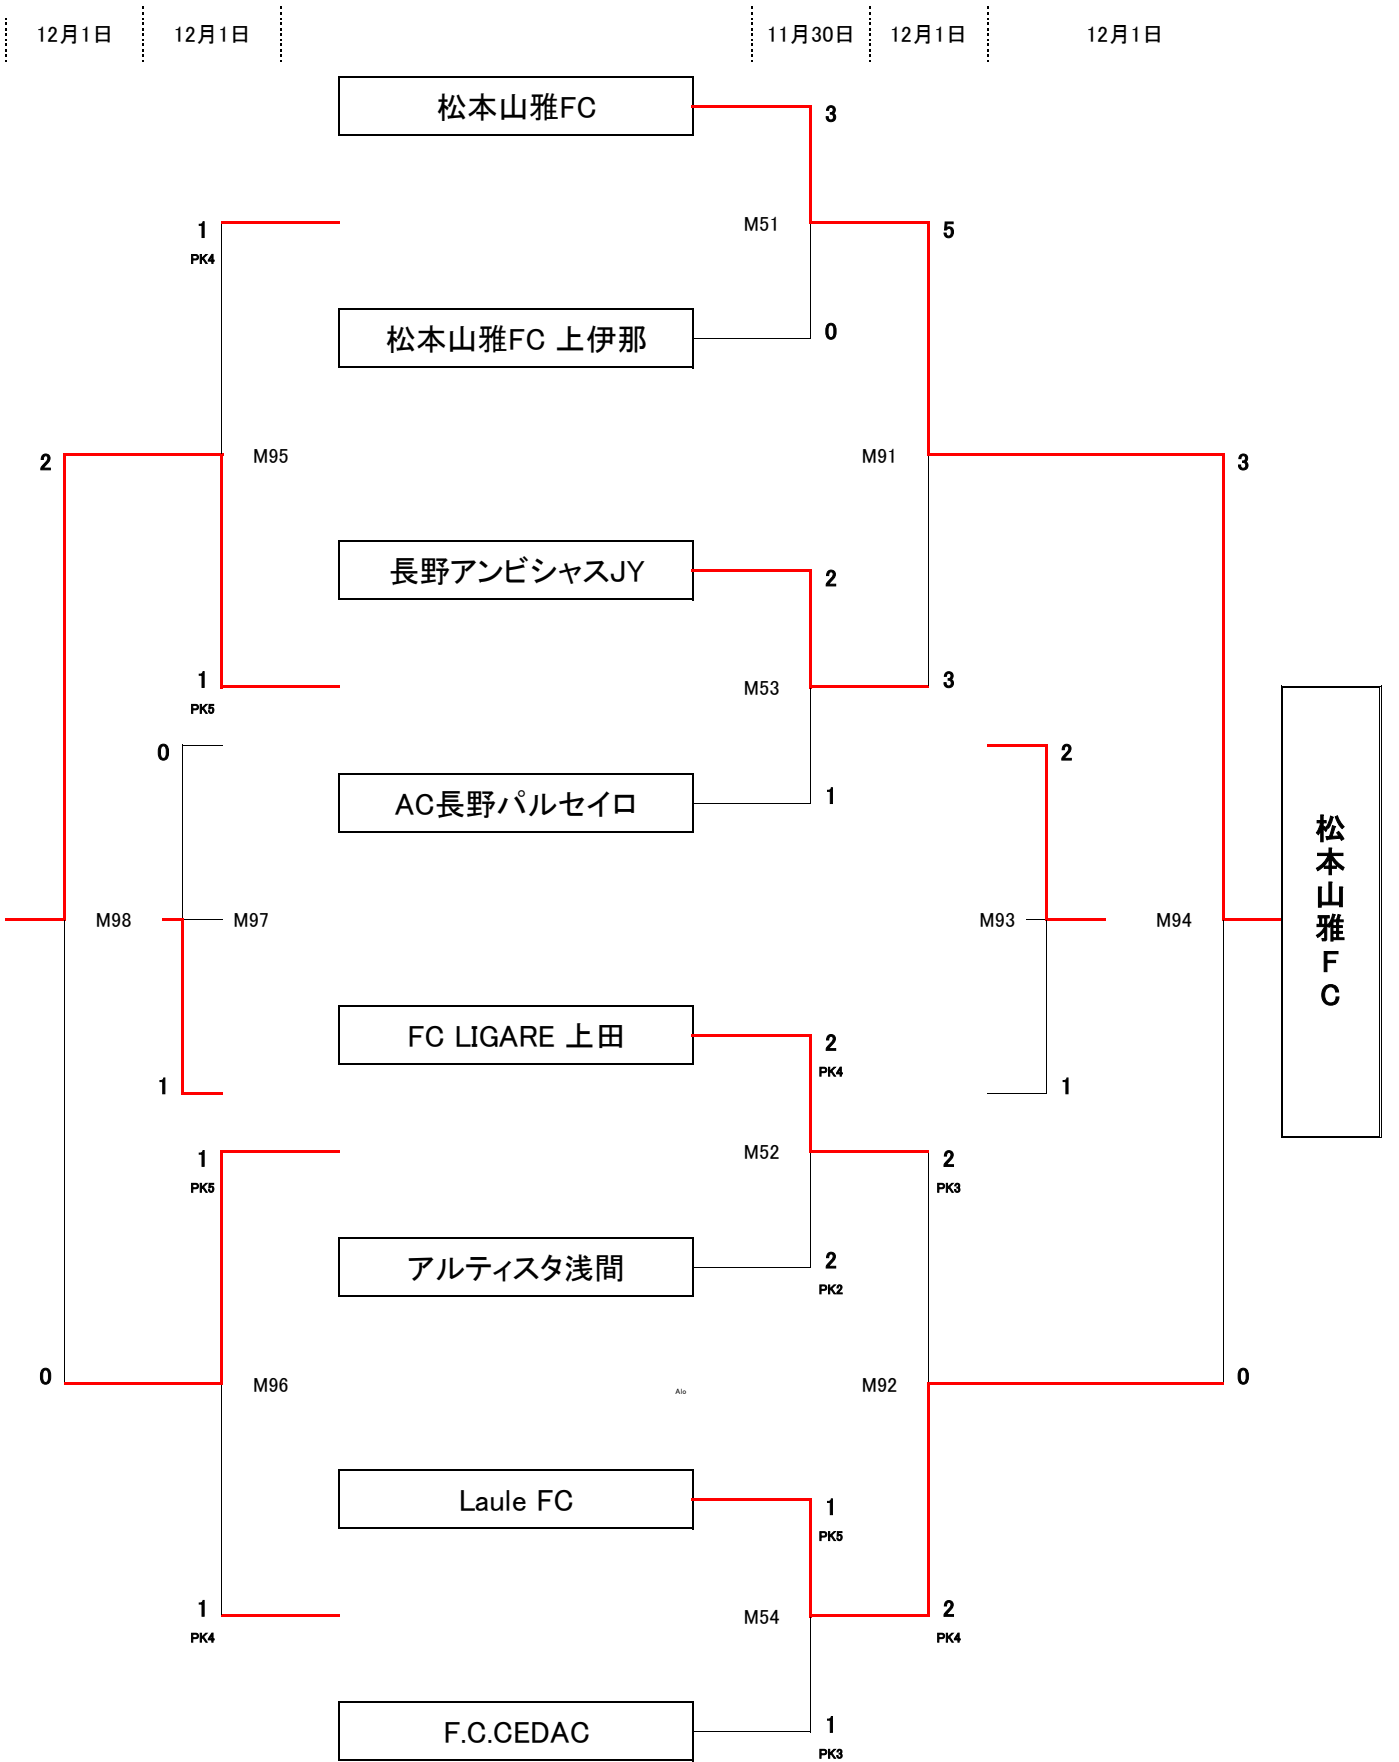 12月1日 12月1日 11月30日 12月1日 12月1日
松本山雅FC 3
1 M51 5
PK4
松本山雅FC 上伊那 0
2 M95 M91 3
長野アンビシャスJY 2
1 M53 3
PK5
0 2
AC長野パルセイロ 1
松本山雅FC
M98 M97 M93 M94
FC LIGARE 上田 2
PK4
1 1
1 M52 2
PK5 PK3
アルティスタ浅間 2
PK2
0 M96 M92 0
Alo
Laule FC 1
PK5
1 M54 2
PK4 PK4
F.C.CEDAC 1
PK3